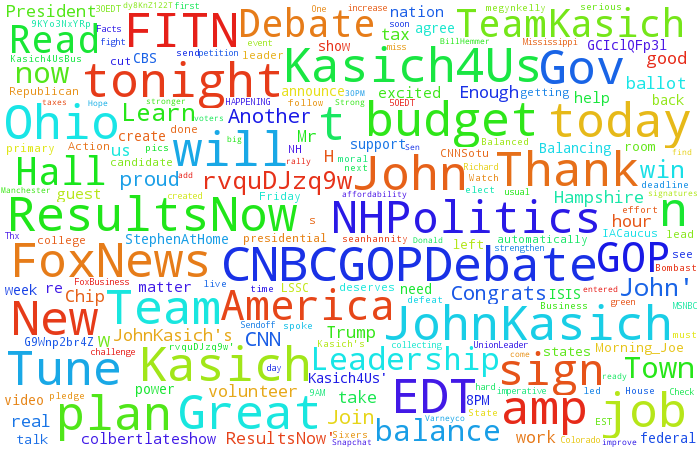 President 30EDT dy8KnZ122T first nation increase megynkelly serious
9KYo3HxYRp One
FITN Debate TeamKasich
Read Facts leader event agree BillHemmer Mississippi GCIclQFp3l
Kasich4UsBus fight CBS show tax miss soon
now cut send petition Kasich4Us Gov good
Republican tonight announce 30PM ballot
taxes Hope HAPPENING follow Strong excited Enough getting help back
Ohio Learn Another t budget today
stronger voters 50EDT
create Mr
primary Action done us NH support Sen Balanced Balancing room
candidate pics big rally moral CNNSotu Richard find
Hall will H next John Thank win
Manchester proud add rvquDJzq9w Watch elect usual Hampshire deadline signatures
guest created Friday affordability n
ResultsNow NHPolitics hour effort
Thx college s IACaucus lead
StephenAtHome presidential seanhannity Donald left automatically strengthen see
FoxNews CNBCGOPDebate GOP Bombast
week re matter live FoxBusiness time LSSC deserves need Congrats ISIS John' entered
New Chip Team America defeat Business green MSNBC
G9Wnp2br4Z W Sendoff spoke JohnKasich must
challenge JohnKasich's CNN Trump Kasich's collecting UnionLeader states Morning_Joe
Tune Kasich rvquDJzq9w' day Leadership come sign Town ready
power volunteer Kasich4Us' 9AM hard imperative led House Check
video pledge take EDT 8PM amp job
plan Great Join State EST
real balance Varneyco work Colorado federal
talk colbertlateshow ResultsNow' Sixers Snapchat improve